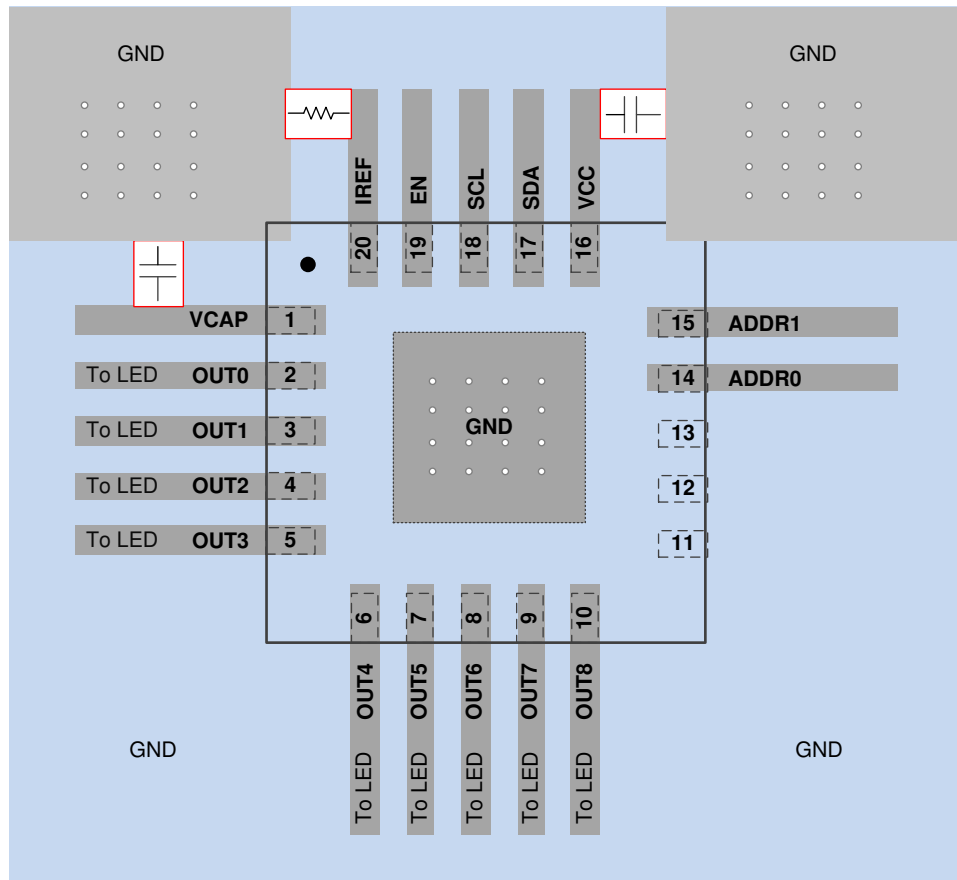 GND
GND
IREF
EN
SCL
SDA
VCC
20
19
18
17
16
VCAP 1
15 ADDR1
To LED OUT0 2
14 ADDR0
To LED OUT1 3
13
GND
To LED OUT2 4
12
To LED OUT3 5
11
6
7
8
9
10
OUT4
OUT5
OUT6
OUT7
OUT8
To LED
To LED
To LED
To LED
To LED
GND
GND